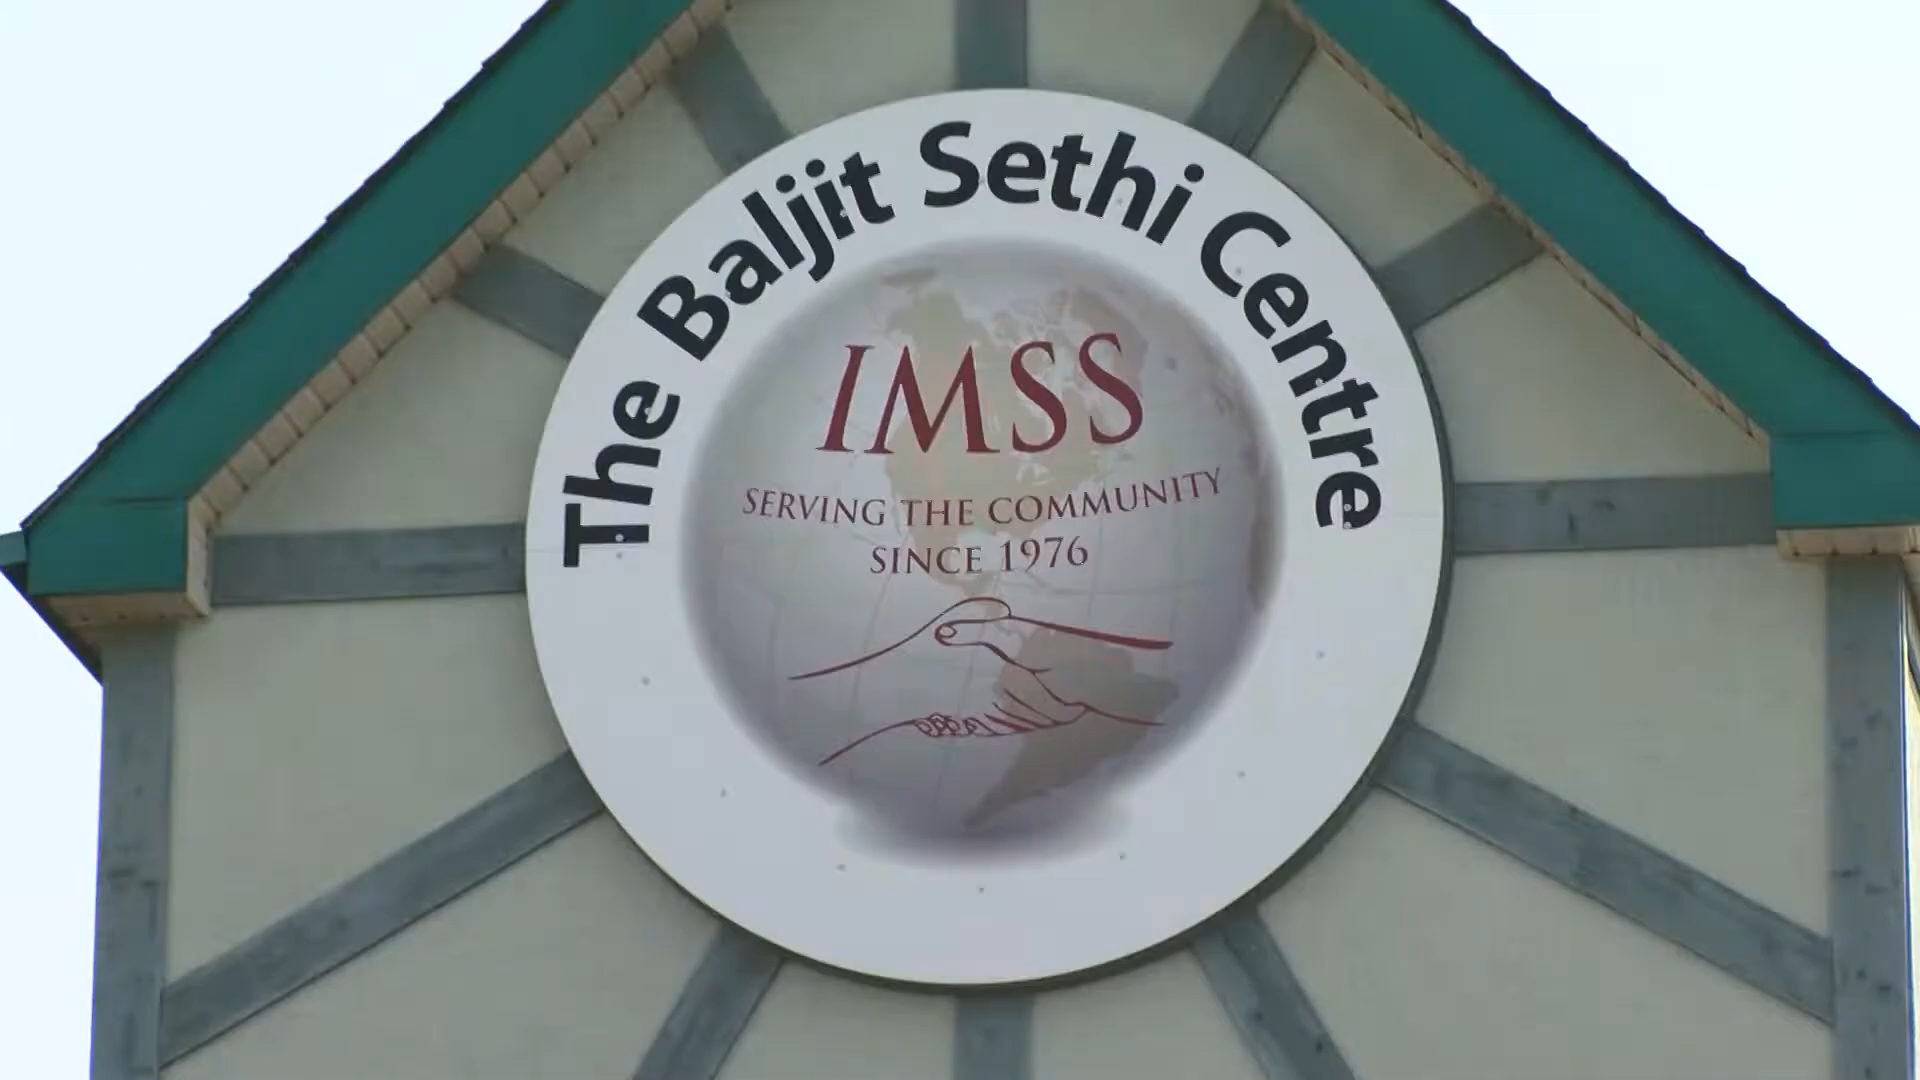 The Baljit Sethi Centre
IMSS
SERVING THE COMMUNITY
SINCE 1976